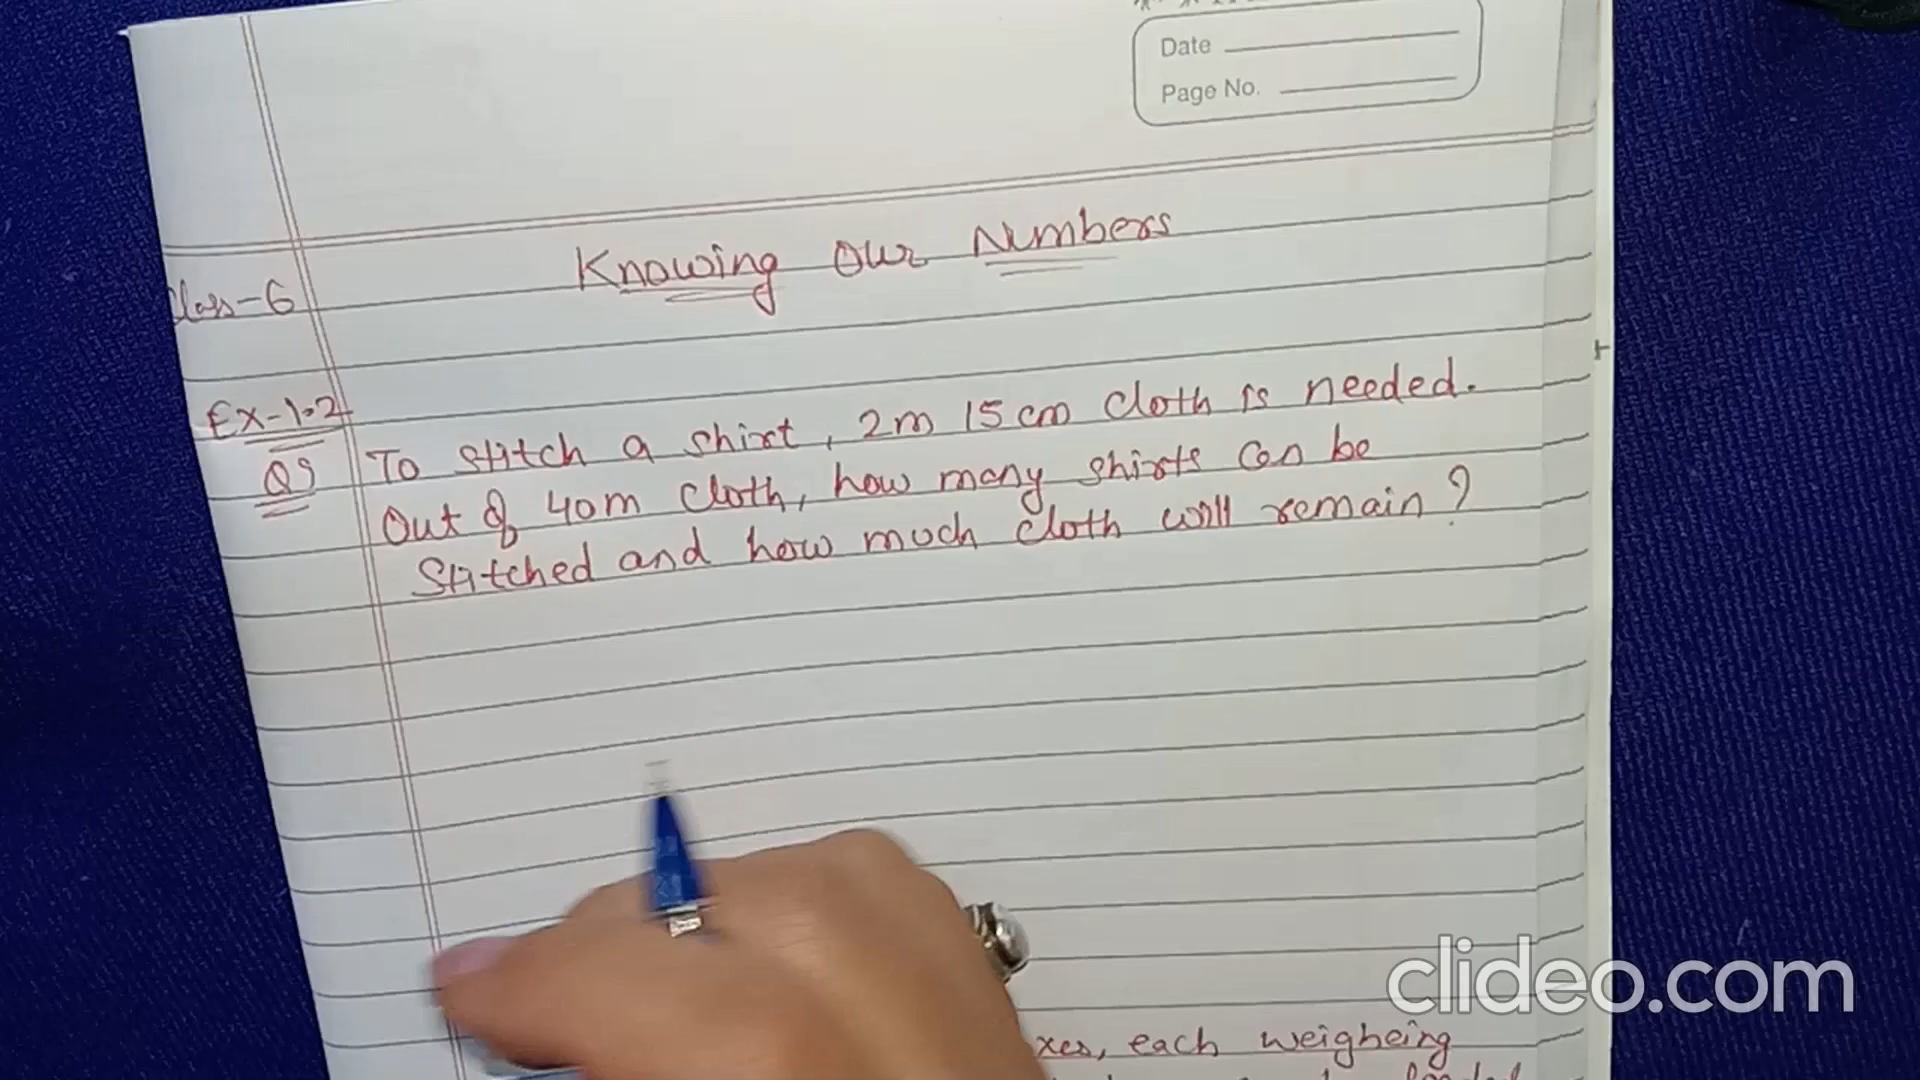 Date
Page No.
Knowing Our Numbers
Class-6
Ex-1.2
Q9 To stitch a shirt, 2m 15cm cloth is needed.
Out of 40m cloth, how many shirts can be
Stitched and how much cloth will remain?
each weigheing
clideo.com